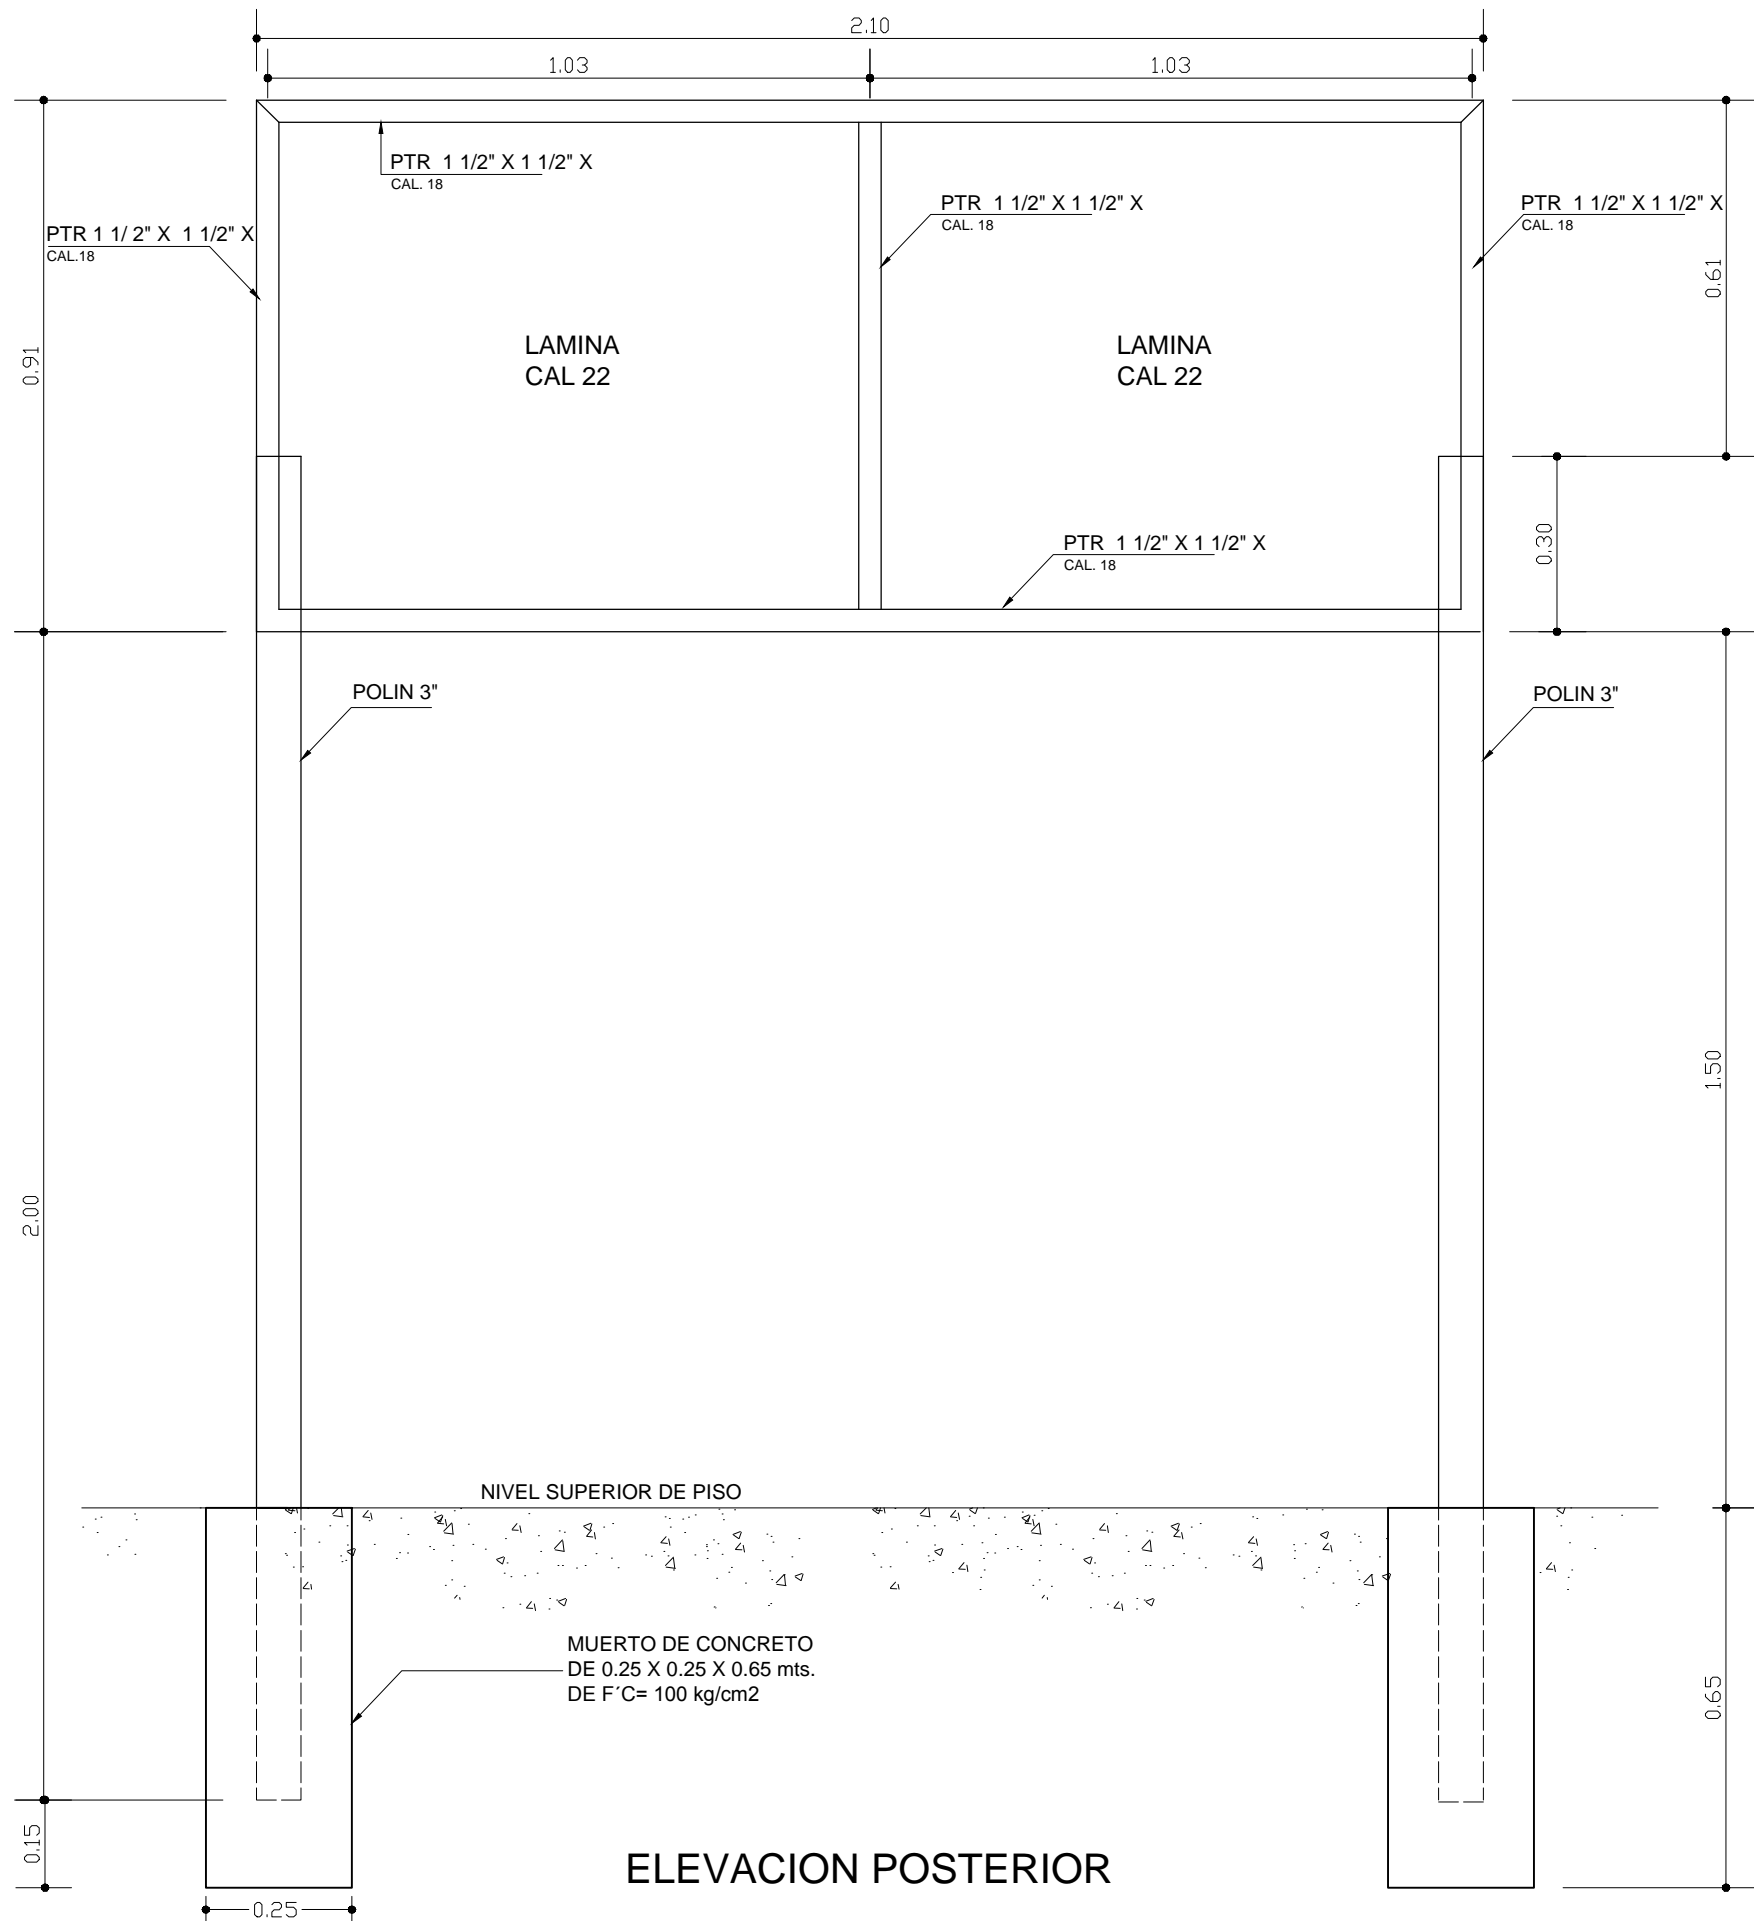 2.10
1.03
1.03
PTR 1 1/2" X 1 1/2" X
CAL. 18
PTR 1 1/2" X 1 1/2" X
CAL. 18
PTR 1 1/2" X 1 1/2" X
CAL. 18
PTR 1 1/ 2" X 1 1/2" X
CAL.18
0.61
0.91
LAMINA
CAL 22
LAMINA
CAL 22
0.30
PTR 1 1/2" X 1 1/2" X
CAL. 18
POLIN 3"
POLIN 3"
1.50
2.00
NIVEL SUPERIOR DE PISO
MUERTO DE CONCRETO
DE 0.25 X 0.25 X 0.65 mts.
DE F´C= 100 kg/cm2
0.65
0.15
ELEVACION POSTERIOR
0.25